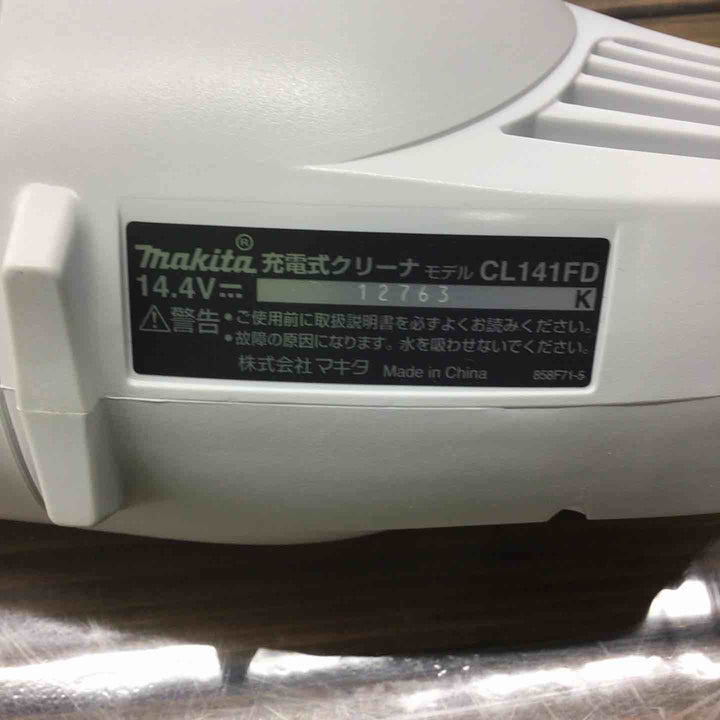 makita® 充電式クリーナ モデル CL141FD
14.4V⎓ 12763 K
⚠警告 • ご使用前に取扱説明書を必ずよくお読みください。
• 故障の原因になります。水を吸わせないでください。
株式会社 マキタ Made in China 858F71-5